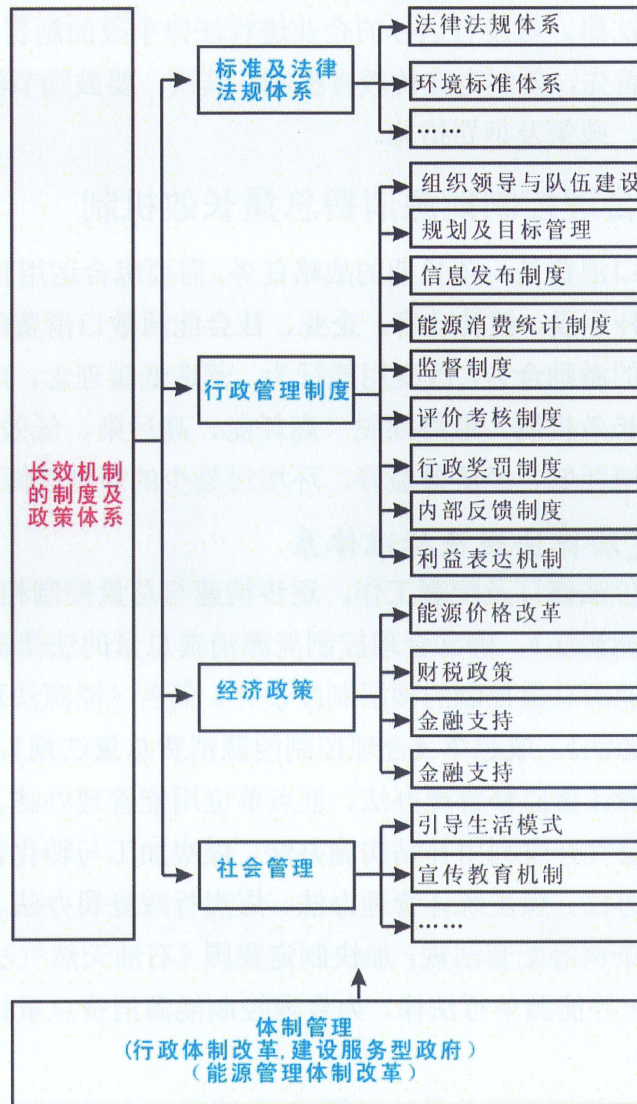 长效机制
的制度及
政策体系
标准及法律
法规体系
法律法规体系
环境标准体系
……
行政管理制度
组织领导与队伍建设
规划及目标管理
信息发布制度
能源消费统计制度
监督制度
评价考核制度
行政奖罚制度
内部反馈制度
利益表达机制
经济政策
能源价格改革
财税政策
金融支持
金融支持
社会管理
引导生活模式
宣传教育机制
……
体制管理
(行政体制改革,建设服务型政府)
(能源管理体制改革)